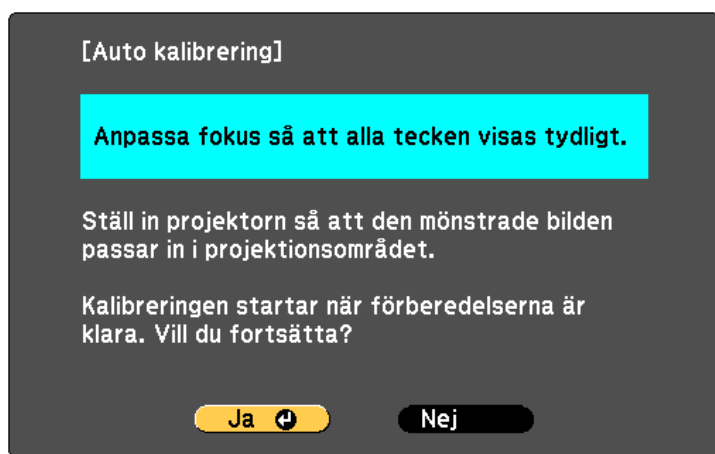 [Auto kalibrering]
Anpassa fokus så att alla tecken visas tydligt.
Ställ in projektorn så att den mönstrade bilden
passar in i projektionsområdet.
Kalibreringen startar när förberedelserna är
klara. Vill du fortsätta?
Ja
Nej